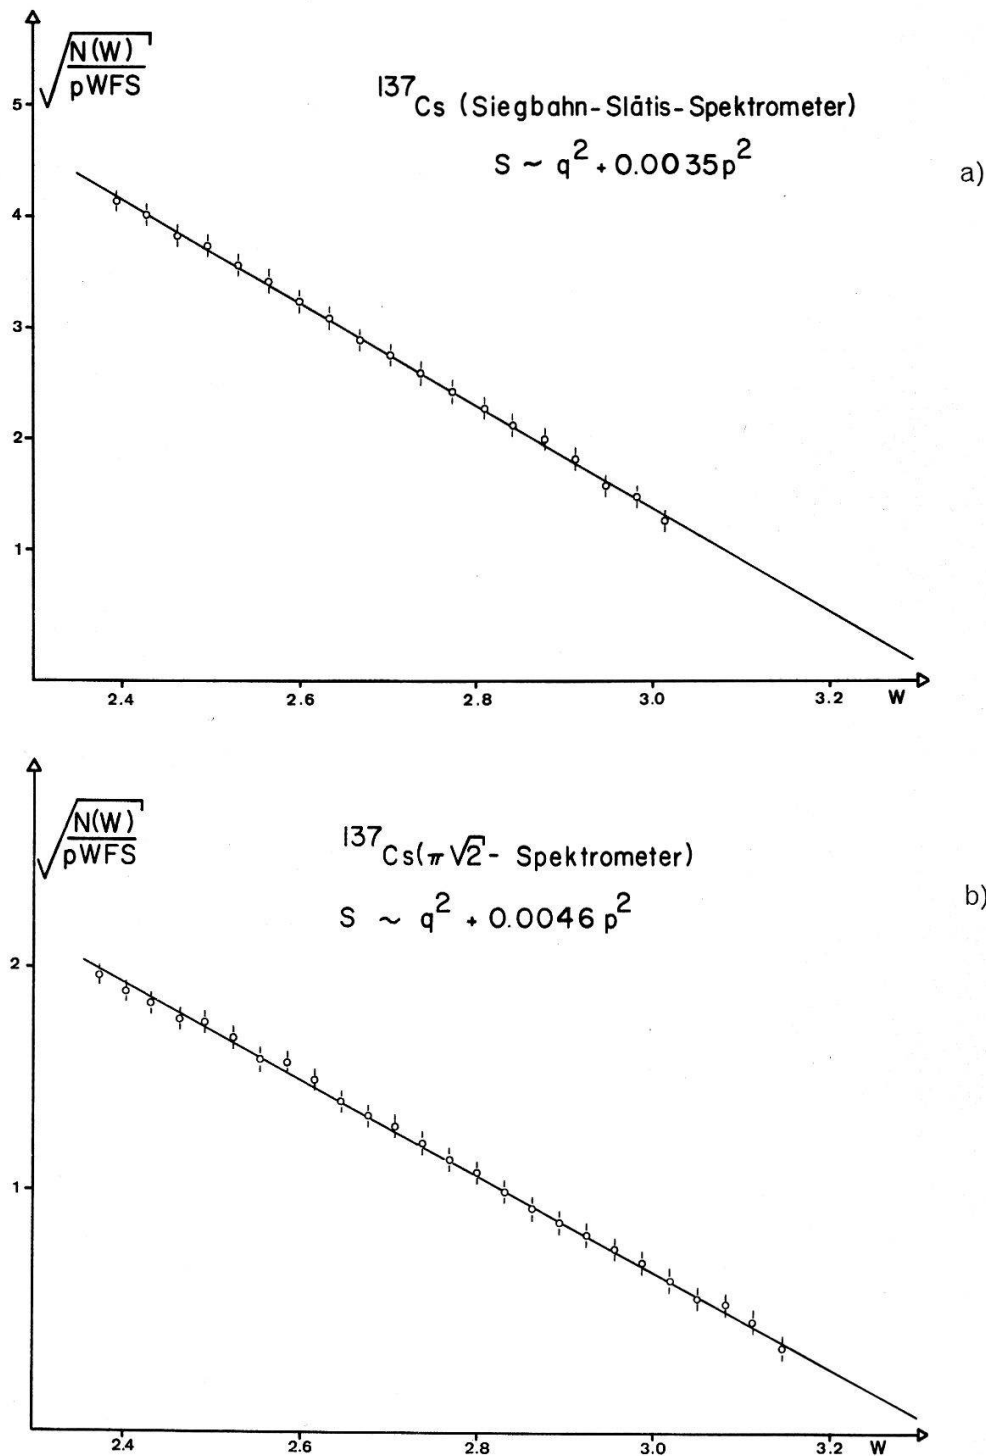 √N(W)/pWFS
137Cs (Siegbahn-Slätis-Spektrometer)
S ~ q² + 0.0035p²
a)
5
4
3
2
1
2.4 2.6 2.8 3.0 3.2 W
√N(W)/pWFS
137Cs(π√2- Spektrometer)
S ~ q² + 0.0046 p²
b)
2
1
2.4 2.6 2.8 3.0 3.2 W